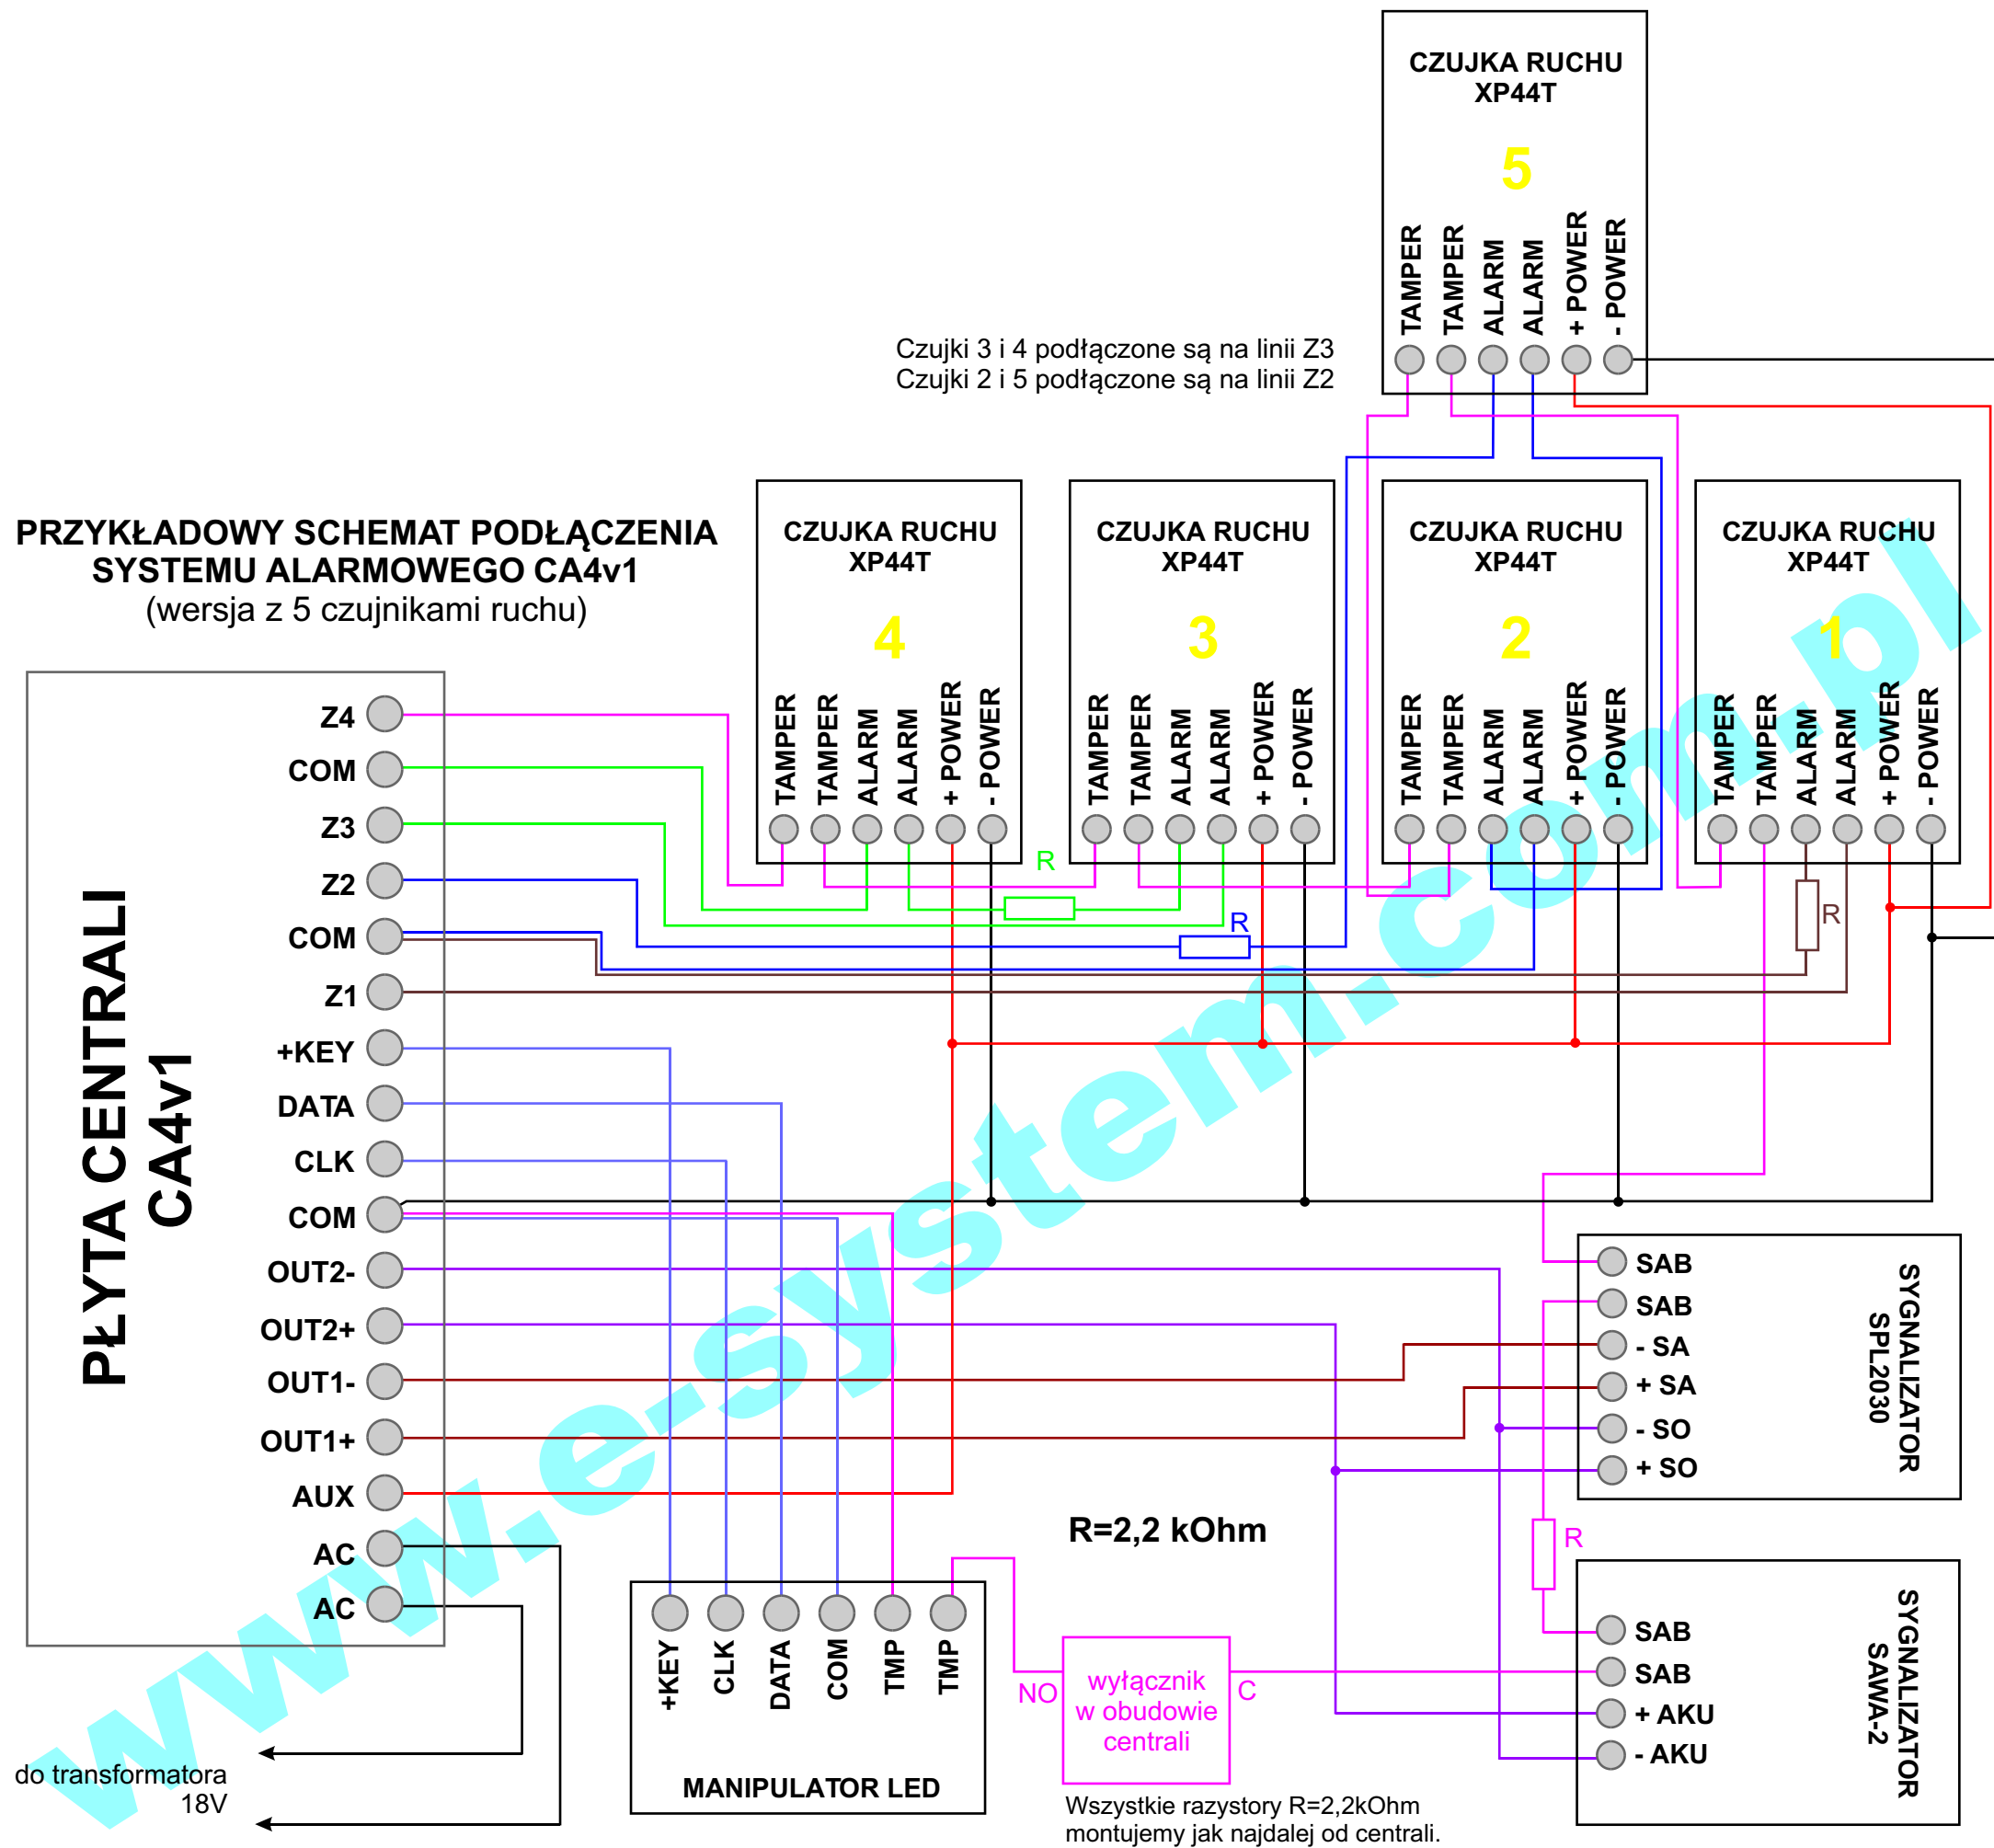 CZUJKA RUCHU
XP44T
5
TAMPER
TAMPER
ALARM
ALARM
+ POWER
- POWER
Czujki 3 i 4 podłączone są na linii Z3
Czujki 2 i 5 podłączone są na linii Z2
PRZYKŁADOWY SCHEMAT PODŁĄCZENIA
SYSTEMU ALARMOWEGO CA4v1
(wersja z 5 czujnikami ruchu)
CZUJKA RUCHU
XP44T
4
TAMPER
TAMPER
ALARM
ALARM
+ POWER
- POWER
CZUJKA RUCHU
XP44T
3
TAMPER
TAMPER
ALARM
ALARM
+ POWER
- POWER
CZUJKA RUCHU
XP44T
2
TAMPER
TAMPER
ALARM
ALARM
+ POWER
- POWER
CZUJKA RUCHU
XP44T
1
TAMPER
TAMPER
ALARM
ALARM
+ POWER
- POWER
R
R
R
PŁYTA CENTRALI
CA4v1
Z4
COM
Z3
Z2
COM
Z1
+KEY
DATA
CLK
COM
OUT2-
OUT2+
OUT1-
OUT1+
AUX
AC
AC
do transformatora
18V
SAB
SAB
- SA
+ SA
- SO
+ SO
SYGNALIZATOR
SPL2030
R=2,2 kOhm
R
SAB
SAB
+ AKU
- AKU
SYGNALIZATOR
SAWA-2
+KEY
CLK
DATA
COM
TMP
TMP
MANIPULATOR LED
NO
wyłącznik
w obudowie
centrali
C
Wszystkie razystory R=2,2kOhm
montujemy jak najdalej od centrali.
www.e-system.com.pl